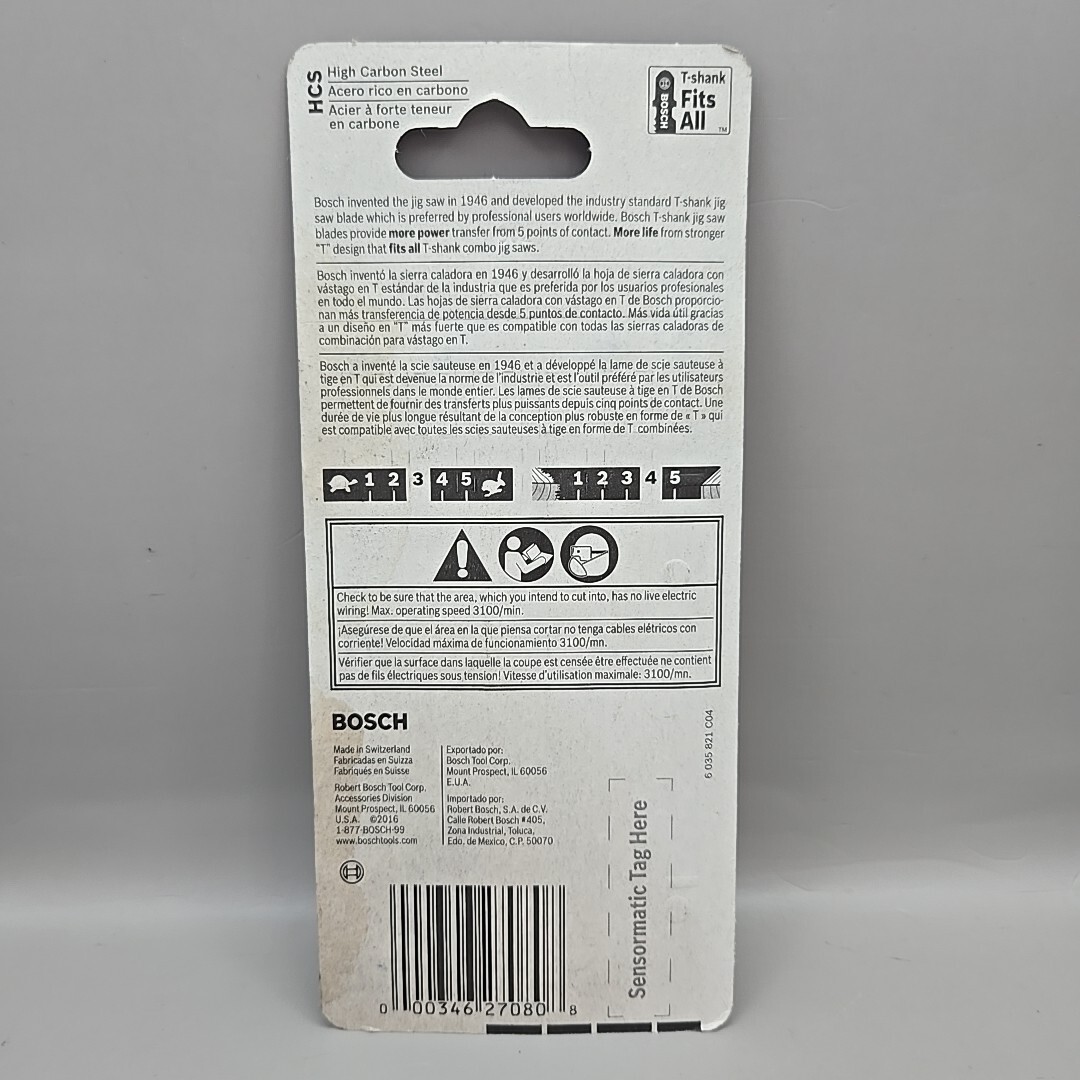 HCS
High Carbon Steel
Acero rico en carbono
Acier à forte teneur
en carbone
BOSCH
T-shank
Fits
All
TM
Bosch invented the jig saw in 1946 and developed the industry standard T-shank jig
saw blade which is preferred by professional users worldwide. Bosch T-shank jig saw
blades provide more power transfer from 5 points of contact. More life from stronger
"T" design that fits all T-shank combo jig saws.
Bosch inventó la sierra caladora en 1946 y desarrolló la hoja de sierra caladora con
vástago en T estándar de la industria que es preferida por los usuarios profesionales
en todo el mundo. Las hojas de sierra caladora con vástago en T de Bosch proporcio-
nan más transferencia de potencia desde 5 puntos de contacto. Más vida útil gracias
a un diseño en "T" más fuerte que es compatible con todas las sierras caladoras de
combinación para vástago en T.
Bosch a inventé la scie sauteuse en 1946 et a développé la lame de scie sauteuse à
tige en T qui est devenue la norme de l'industrie et est l'outil préféré par les utilisateurs
professionnels dans le monde entier. Les lames de scie sauteuse à tige en T de Bosch
permettent de fournir des transferts plus puissants depuis cinq points de contact. Une
durée de vie plus longue résultant de la conception plus robuste en forme de « T » qui
est compatible avec toutes les scies sauteuses à tige en forme de T combinées.
1 2 3 4 5
1 2 3 4 5
Check to be sure that the area, which you intend to cut into, has no live electric
wiring! Max. operating speed 3100/min.
¡Asegúrese de que el área en la que piensa cortar no tenga cables elétricos con
corriente! Velocidad máxima de funcionamiento 3100/mn.
Vérifier que la surface dans laquelle la coupe est censée être effectuée ne contient
pas de fils électriques sous tension! Vitesse d'utilisation maximale: 3100/mn.
BOSCH
Made in Switzerland
Fabricadas en Suizza
Fabriqués en Suisse
Robert Bosch Tool Corp.
Accessories Division
Mount Prospect, IL 60056
U.S.A. ©2016
1-877-BOSCH-99
www.boschtools.com
Exportado por:
Bosch Tool Corp.
Mount Prospect, IL 60056
E.U.A.
Importado por:
Robert Bosch, S.A. de C.V.
Calle Robert Bosch #405,
Zona Industrial, Toluca,
Edo. de Mexico, C.P. 50070
6 035 821 C04
Sensormatic Tag Here
0 00346 27080 8